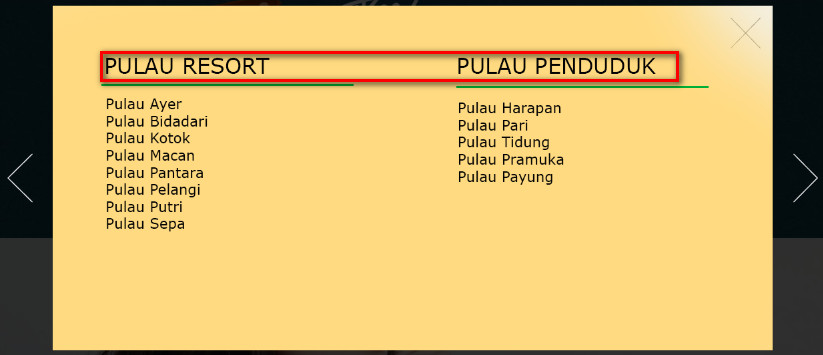 PULAU RESORT
Pulau Ayer
Pulau Bidadari
Pulau Kotok
Pulau Macan
Pulau Pantara
Pulau Pelangi
Pulau Putri
Pulau Sepa
PULAU PENDUDUK
Pulau Harapan
Pulau Pari
Pulau Tidung
Pulau Pramuka
Pulau Payung